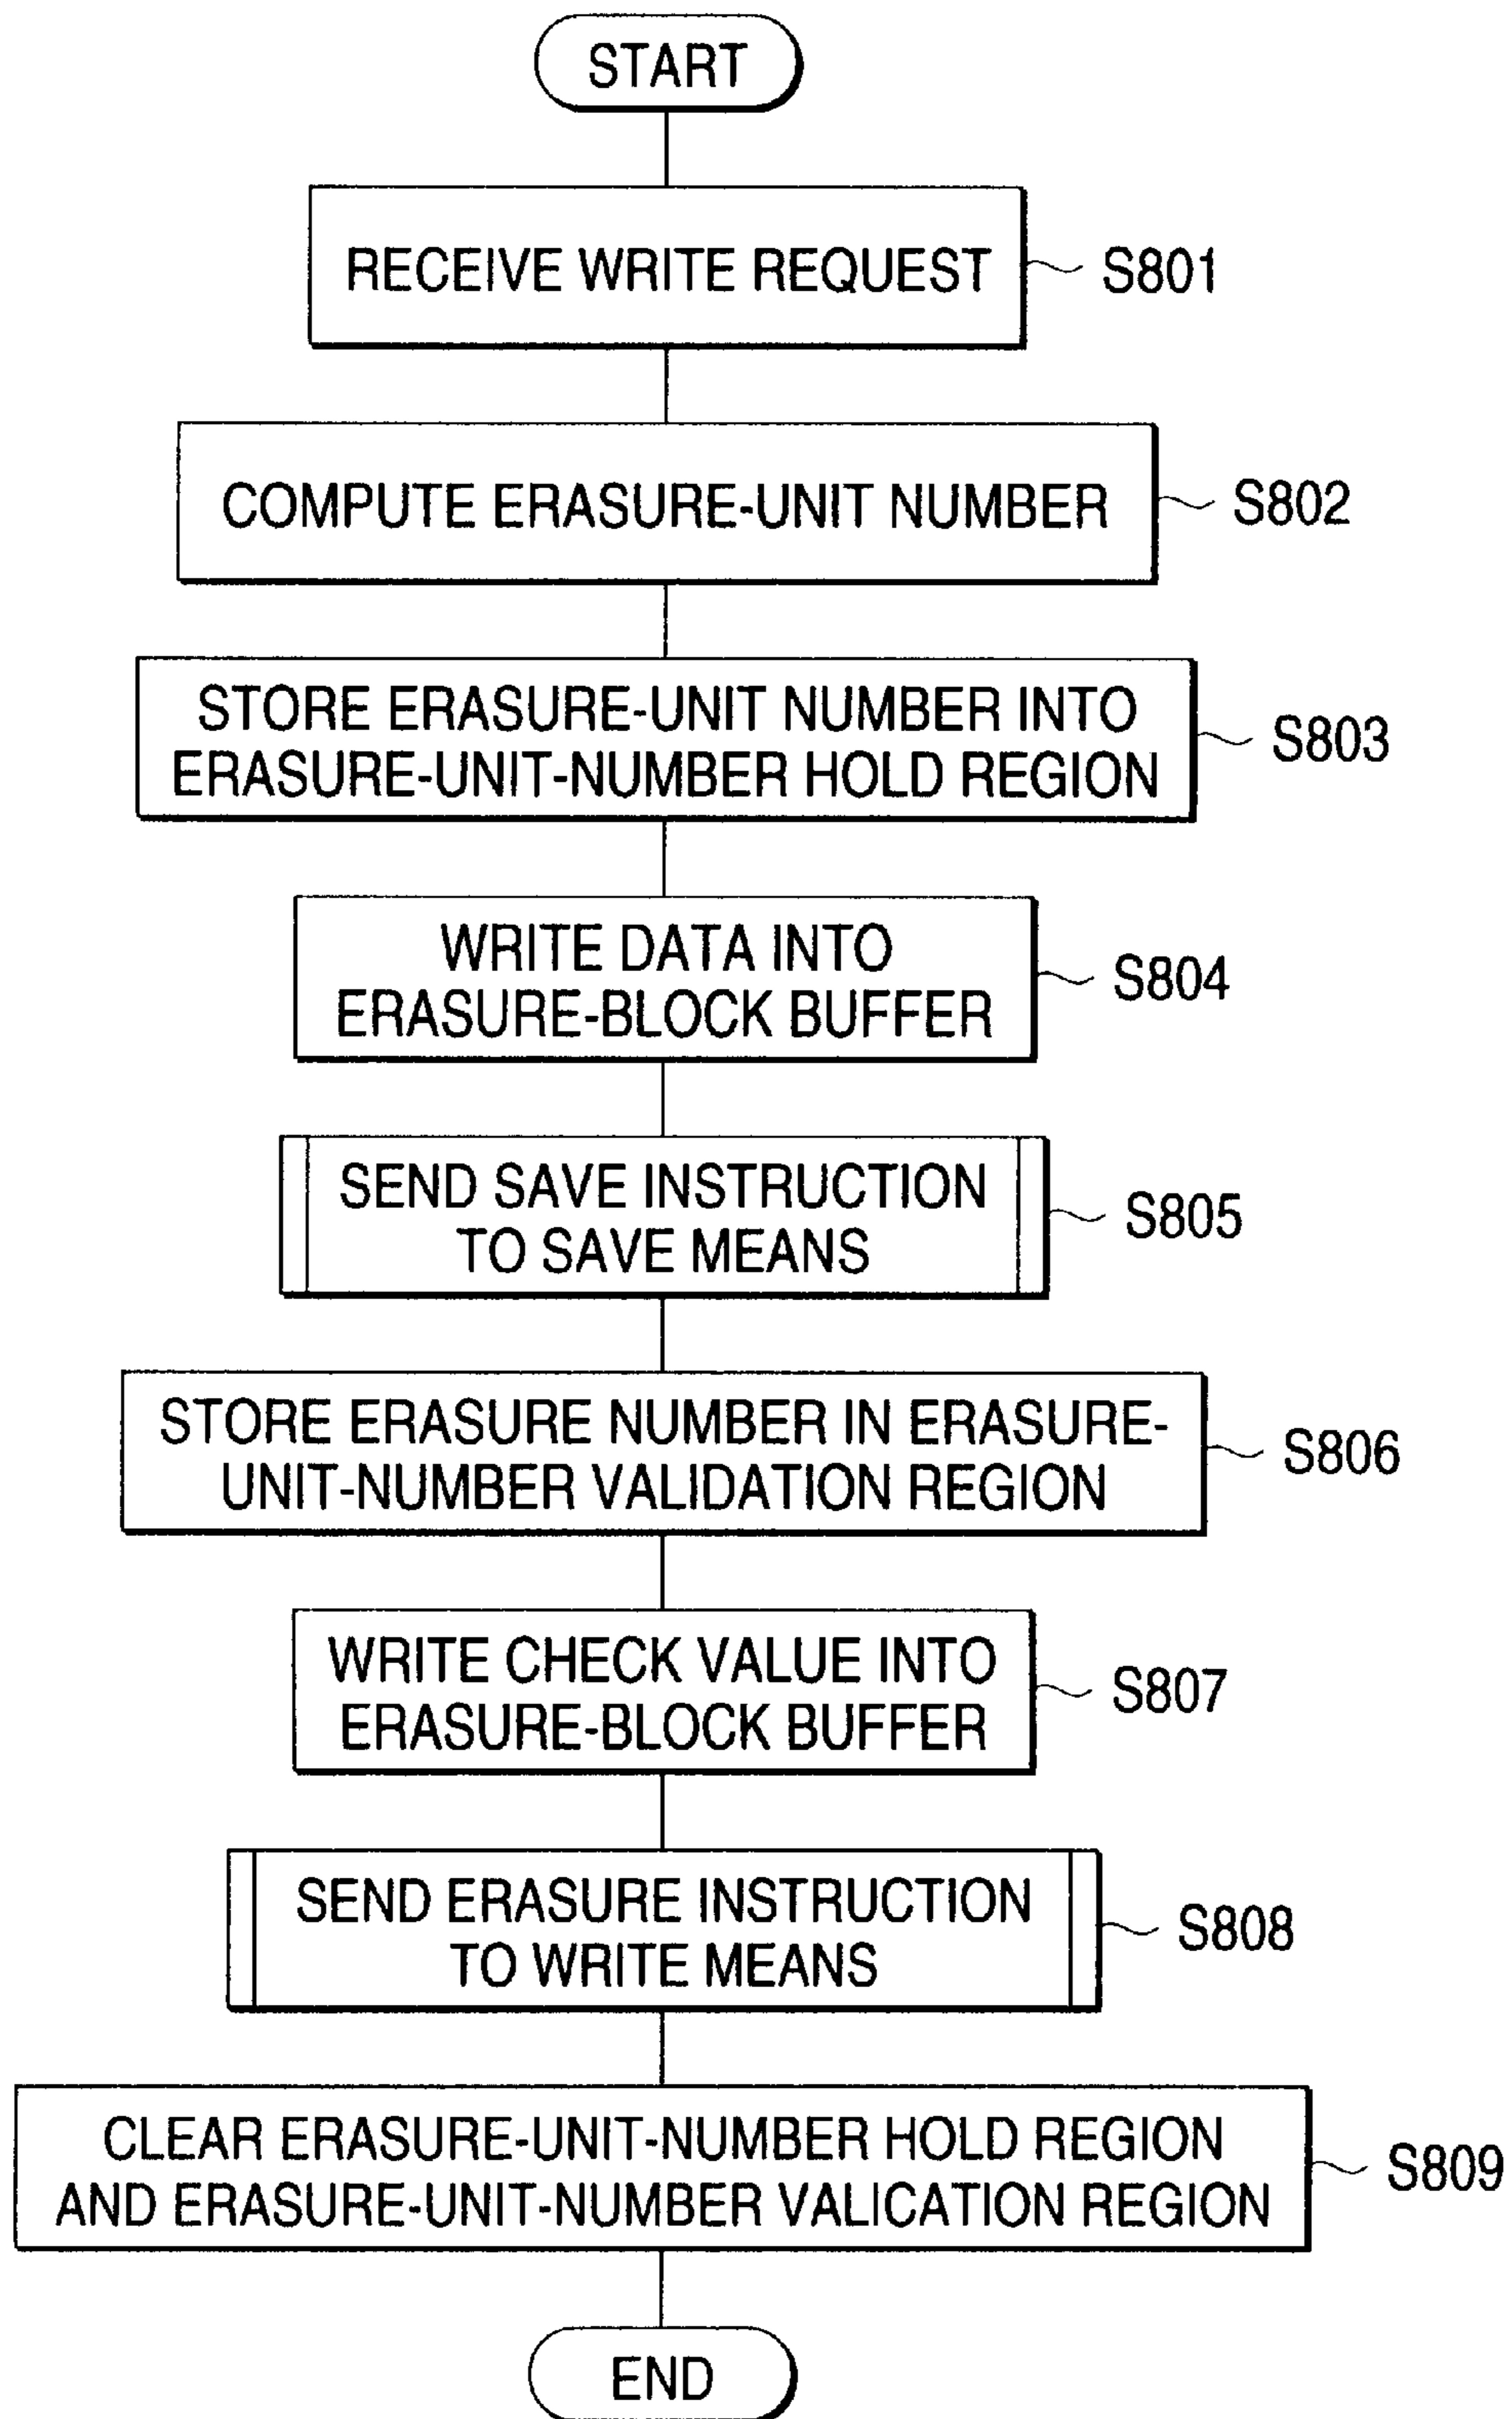 START
RECEIVE WRITE REQUEST
S801
COMPUTE ERASURE-UNIT NUMBER
S802
STORE ERASURE-UNIT NUMBER INTO
ERASURE-UNIT-NUMBER HOLD REGION
S803
WRITE DATA INTO
ERASURE-BLOCK BUFFER
S804
SEND SAVE INSTRUCTION
TO SAVE MEANS
S805
STORE ERASURE NUMBER IN ERASURE-
UNIT-NUMBER VALIDATION REGION
S806
WRITE CHECK VALUE INTO
ERASURE-BLOCK BUFFER
S807
SEND ERASURE INSTRUCTION
TO WRITE MEANS
S808
CLEAR ERASURE-UNIT-NUMBER HOLD REGION
AND ERASURE-UNIT-NUMBER VALICATION REGION
S809
END